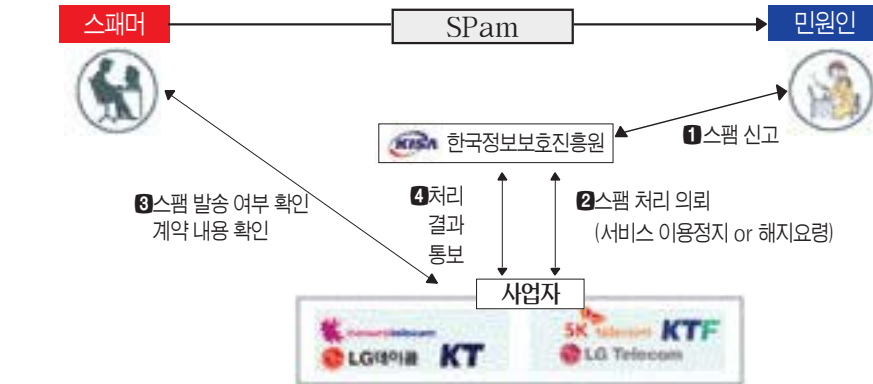 스패머
SPam
민원인
KISA 한국정보보호진흥원
❶스팸 신고
❸스팸 발송 여부 확인
계약 내용 확인
❹처리
결과
통보
❷스팸 처리 의뢰
(서비스 이용정지 or 해지요령)
사업자
SK telecom KTF
LG데이콤 KT
LG Telecom